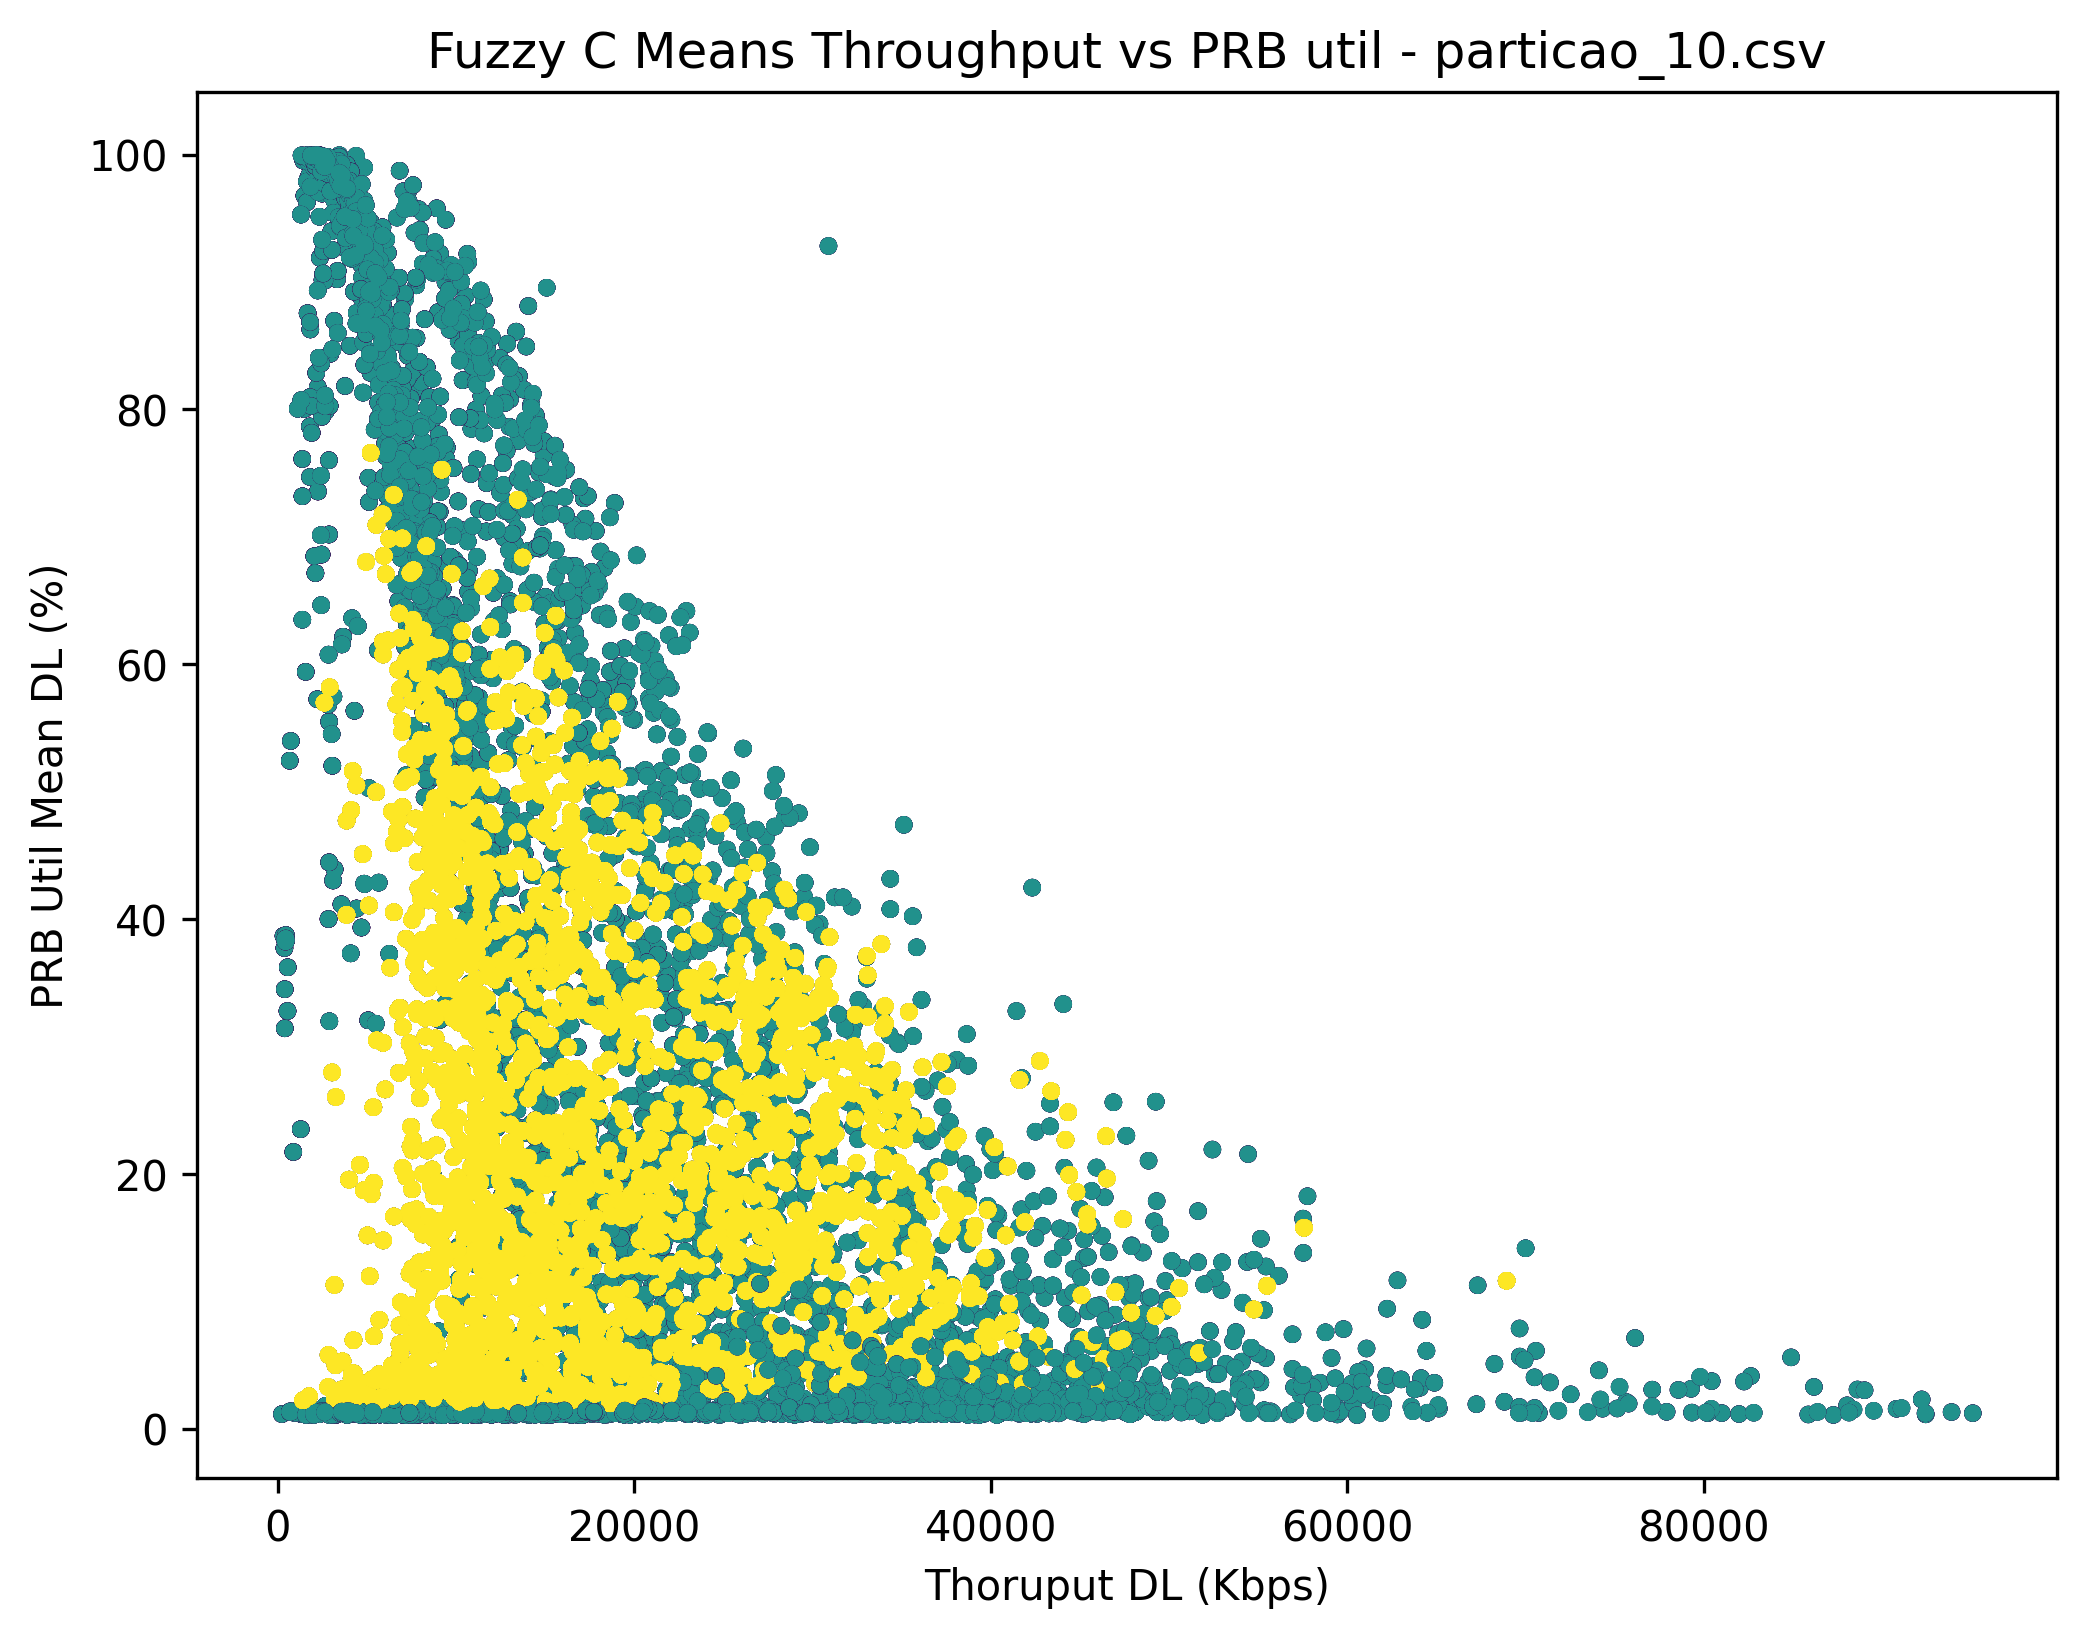 Fuzzy C Means Throughput vs PRB util - particao_10.csv
PRB Util Mean DL (%)
100
80
60
40
20
0
0 20000 40000 60000 80000
Thoruput DL (Kbps)